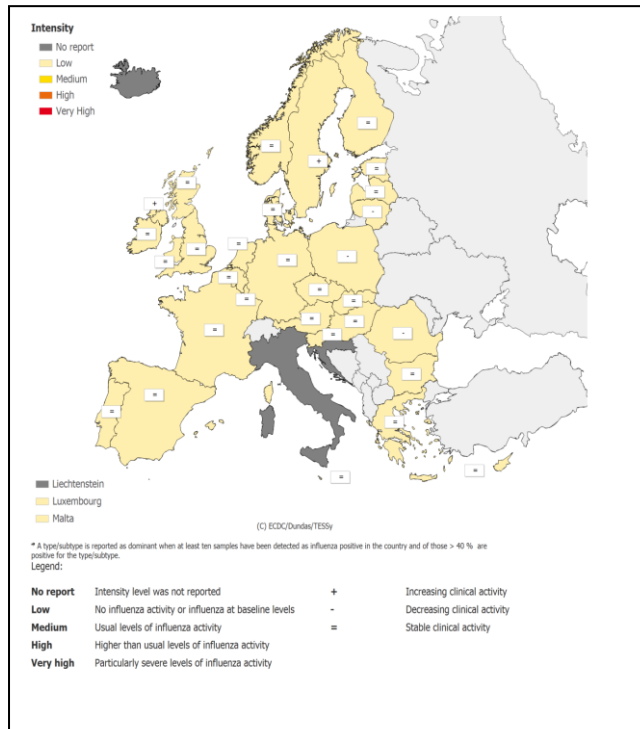 Intensity
No report
Low
Medium
High
Very High
=
=
+
=
=
+
=
=
=
-
=
=
=
=
-
=
=
=
=
=
=
=
=
-
=
=
=
=
=
=
Liechtenstein
Luxembourg
Malta
(C) ECDC/Dundas/TESSy
* A type/subtype is reported as dominant when at least ten samples have been detected as influenza positive in the country and of those > 40 % are
positive for the type/subtype.
Legend:
No report Intensity level was not reported + Increasing clinical activity
Low No influenza activity or influenza at baseline levels - Decreasing clinical activity
Medium Usual levels of influenza activity = Stable clinical activity
High Higher than usual levels of influenza activity
Very high Particularly severe levels of influenza activity